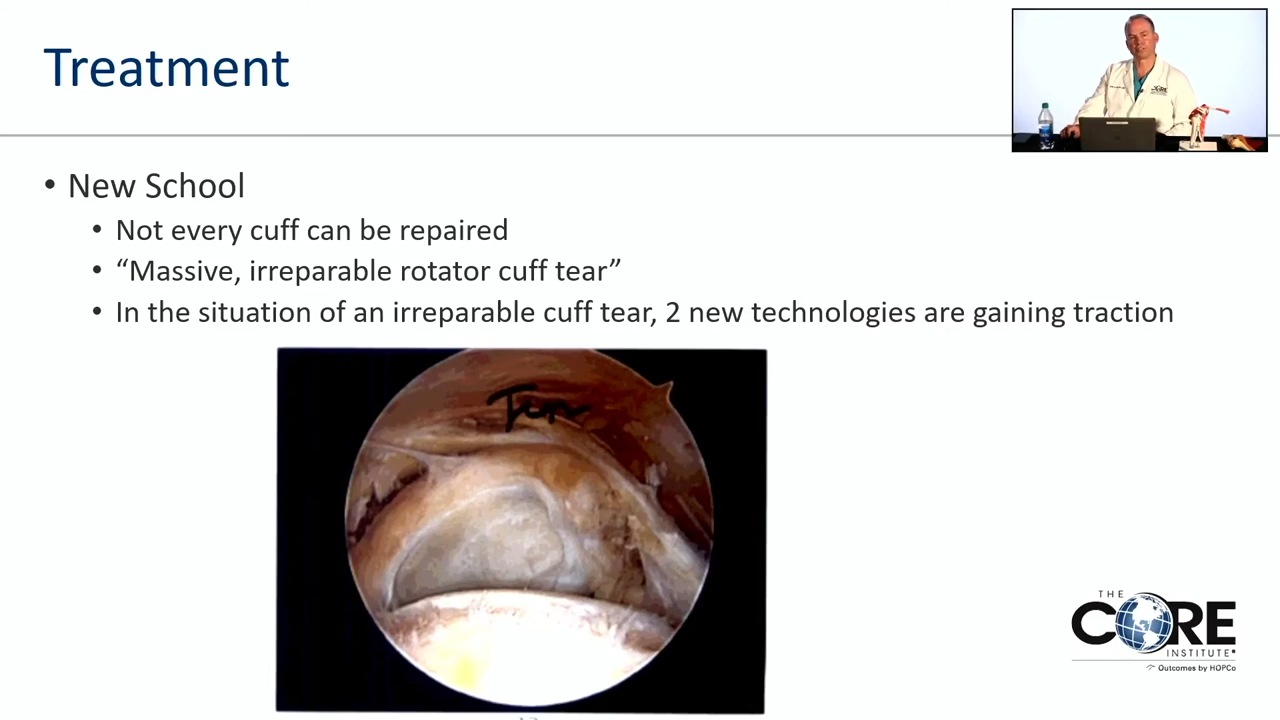 Treatment
• New School
• Not every cuff can be repaired
• “Massive, irreparable rotator cuff tear”
• In the situation of an irreparable cuff tear, 2 new technologies are gaining traction
Tear
THE
CORE
INSTITUTE
Outcomes by HOPCo